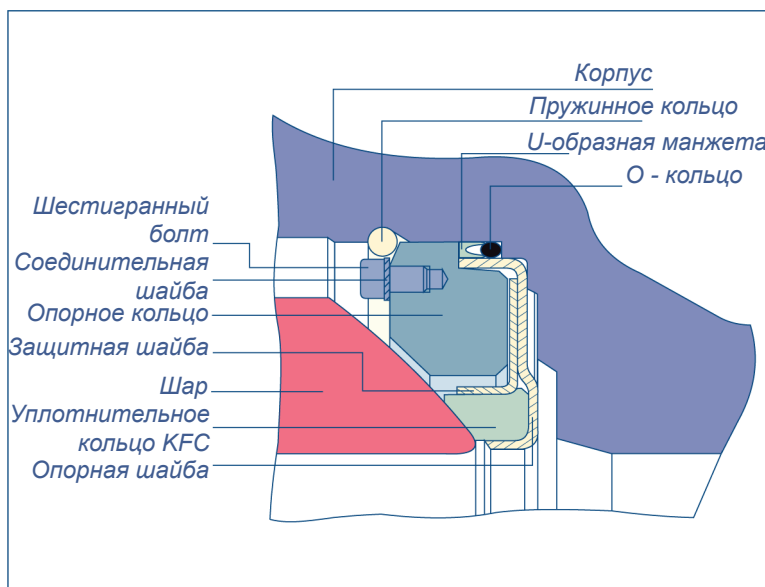 Корпус
Пружинное кольцо
U-образная манжета
О - кольцо
Шестигранный
болт
Соединительная
шайба
Опорное кольцо
Защитная шайба
Шар
Уплотнительное
кольцо KFC
Опорная шайба